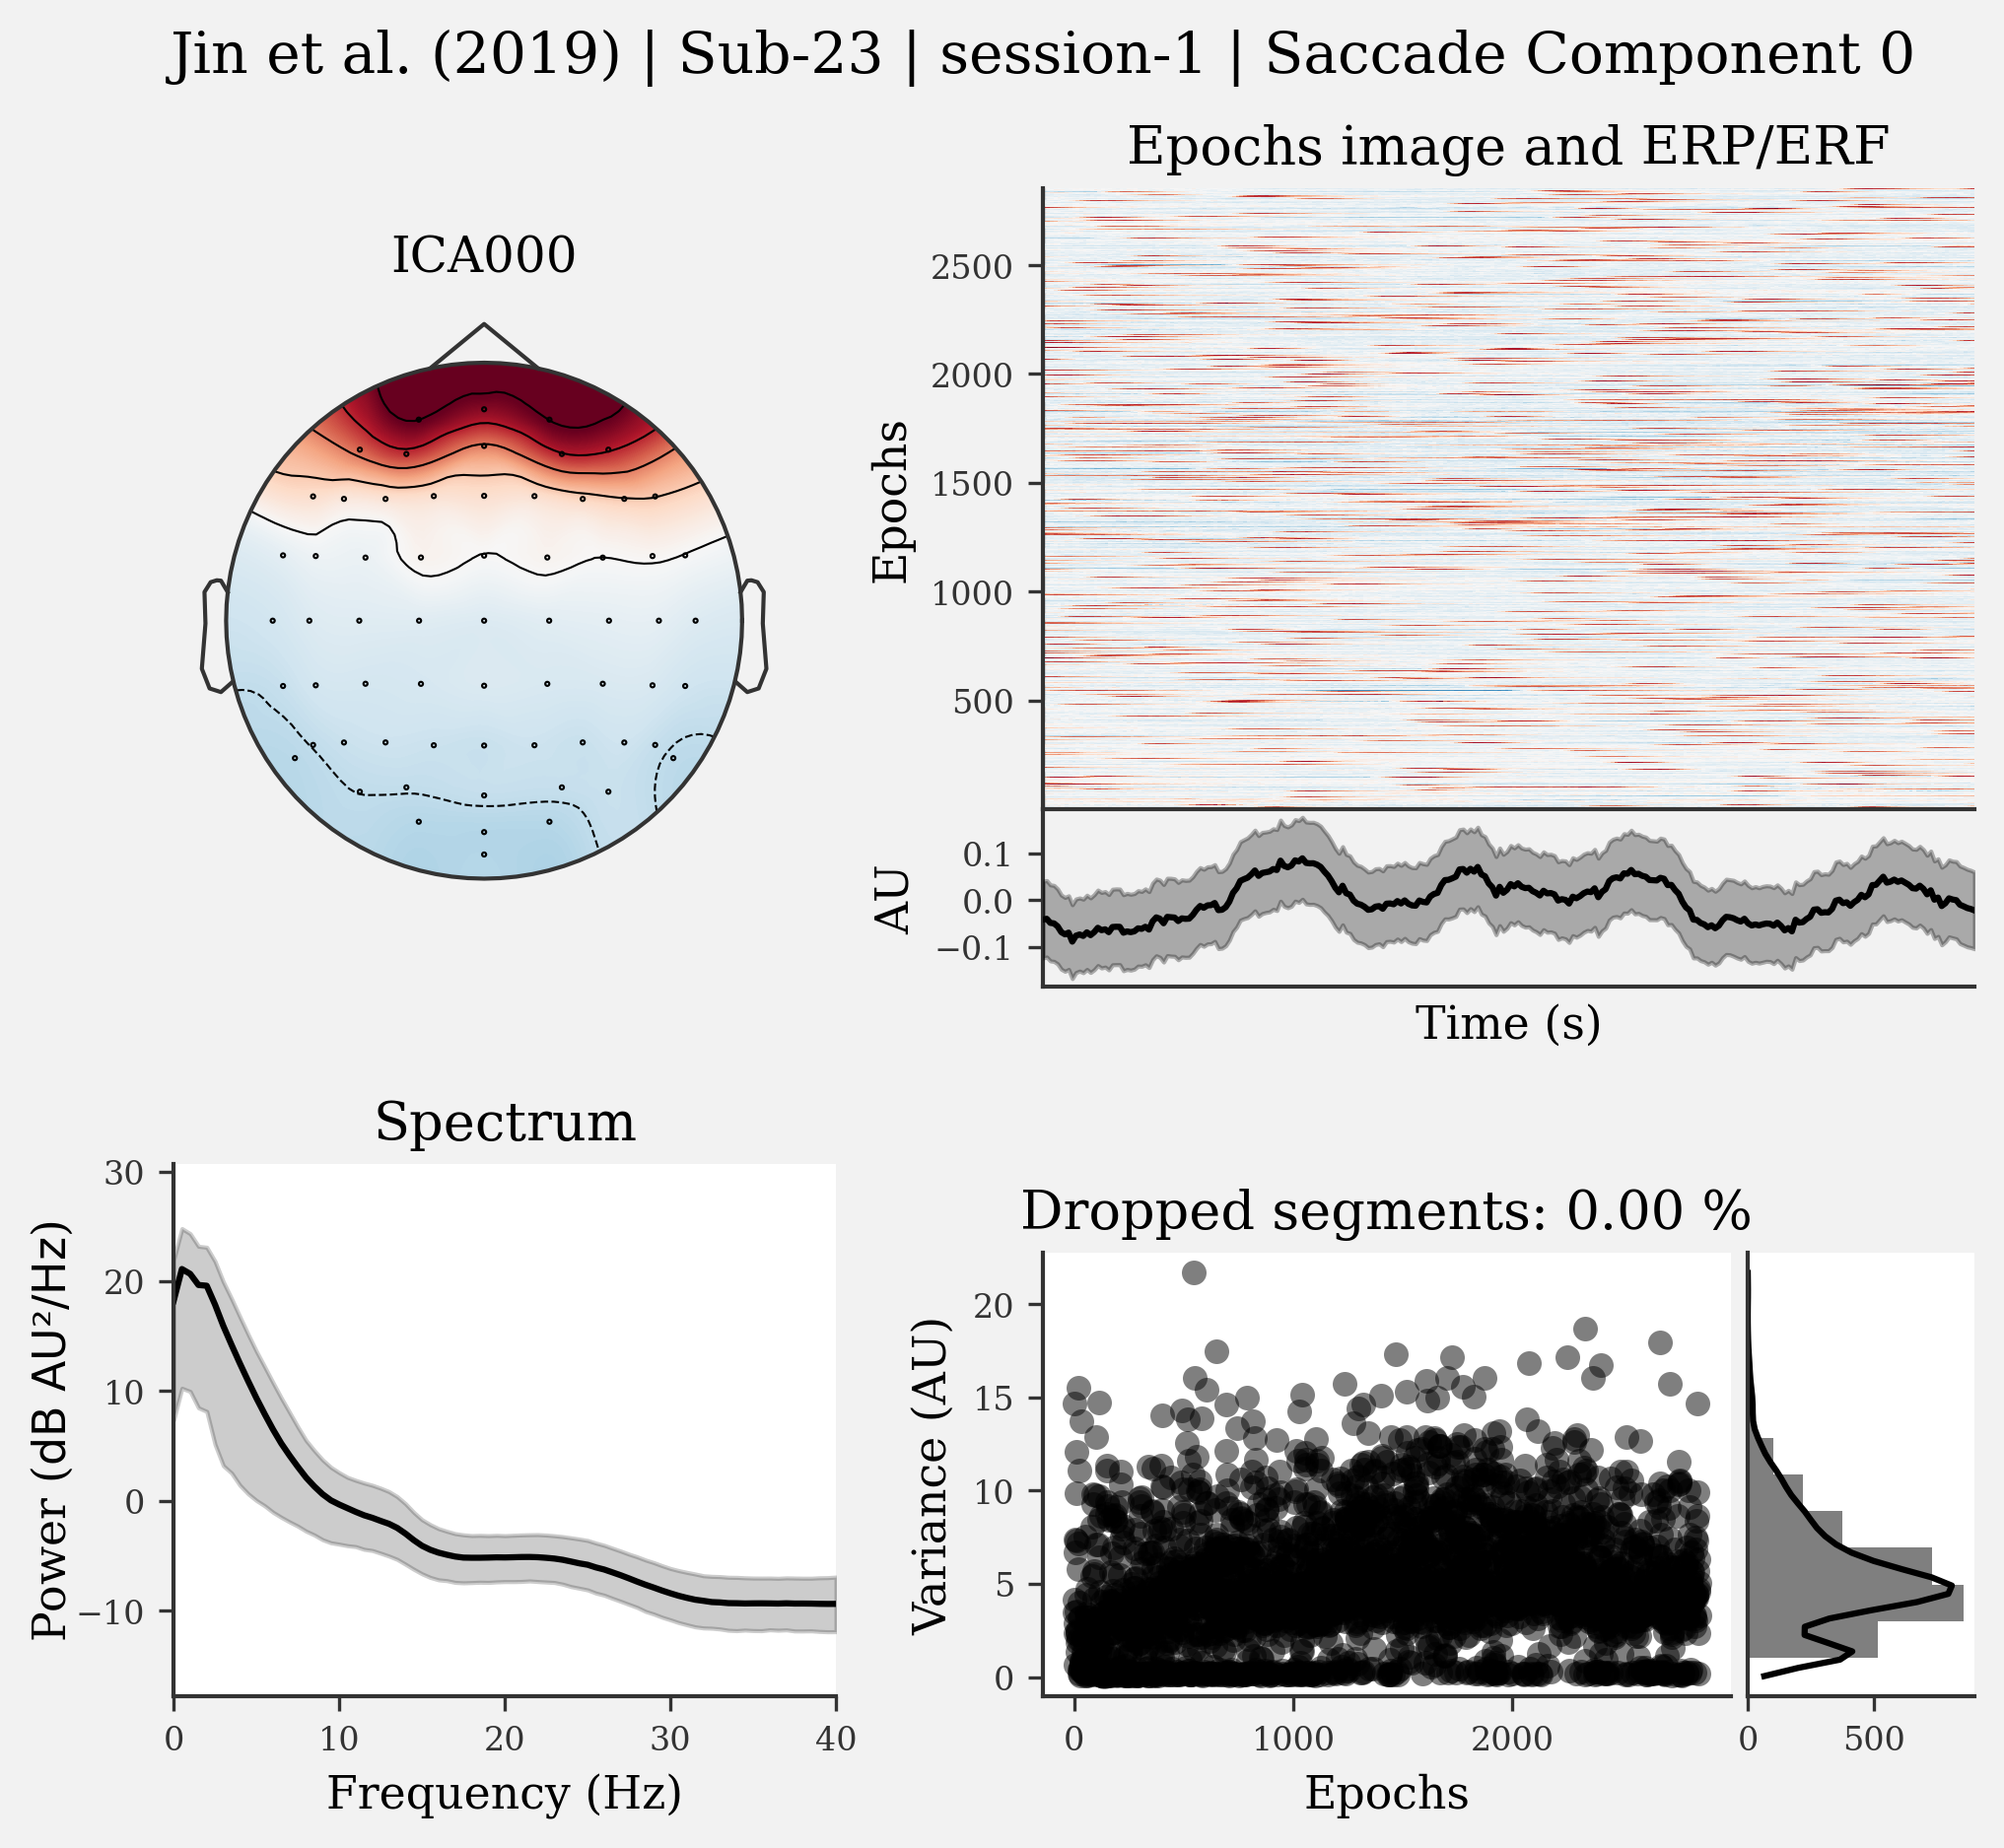 Jin et al. (2019) | Sub-23 | session-1 | Saccade Component 0
ICA000
Epochs image and ERP/ERF
Epochs
2500
2000
1500
1000
500
AU
0.1
0.0
−0.1
Time (s)
Spectrum
Power (dB AU²/Hz)
30
20
10
0
−10
0 10 20 30 40
Frequency (Hz)
Dropped segments: 0.00 %
Variance (AU)
20
15
10
5
0
0 1000 2000
0 500
Epochs